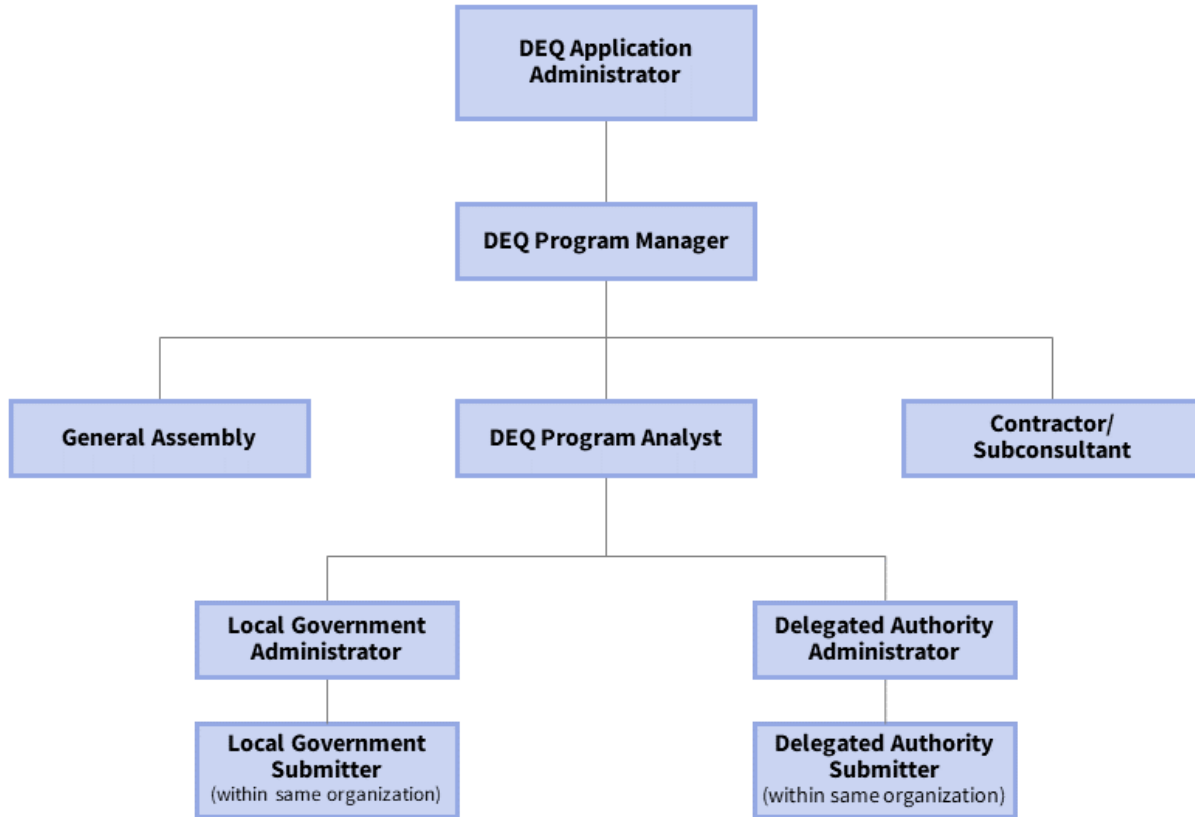 DEQ Application
Administrator
DEQ Program Manager
General Assembly
DEQ Program Analyst
Contractor/
Subconsultant
Local Government
Administrator
Delegated Authority
Administrator
Local Government
Submitter
(within same organization)
Delegated Authority
Submitter
(within same organization)